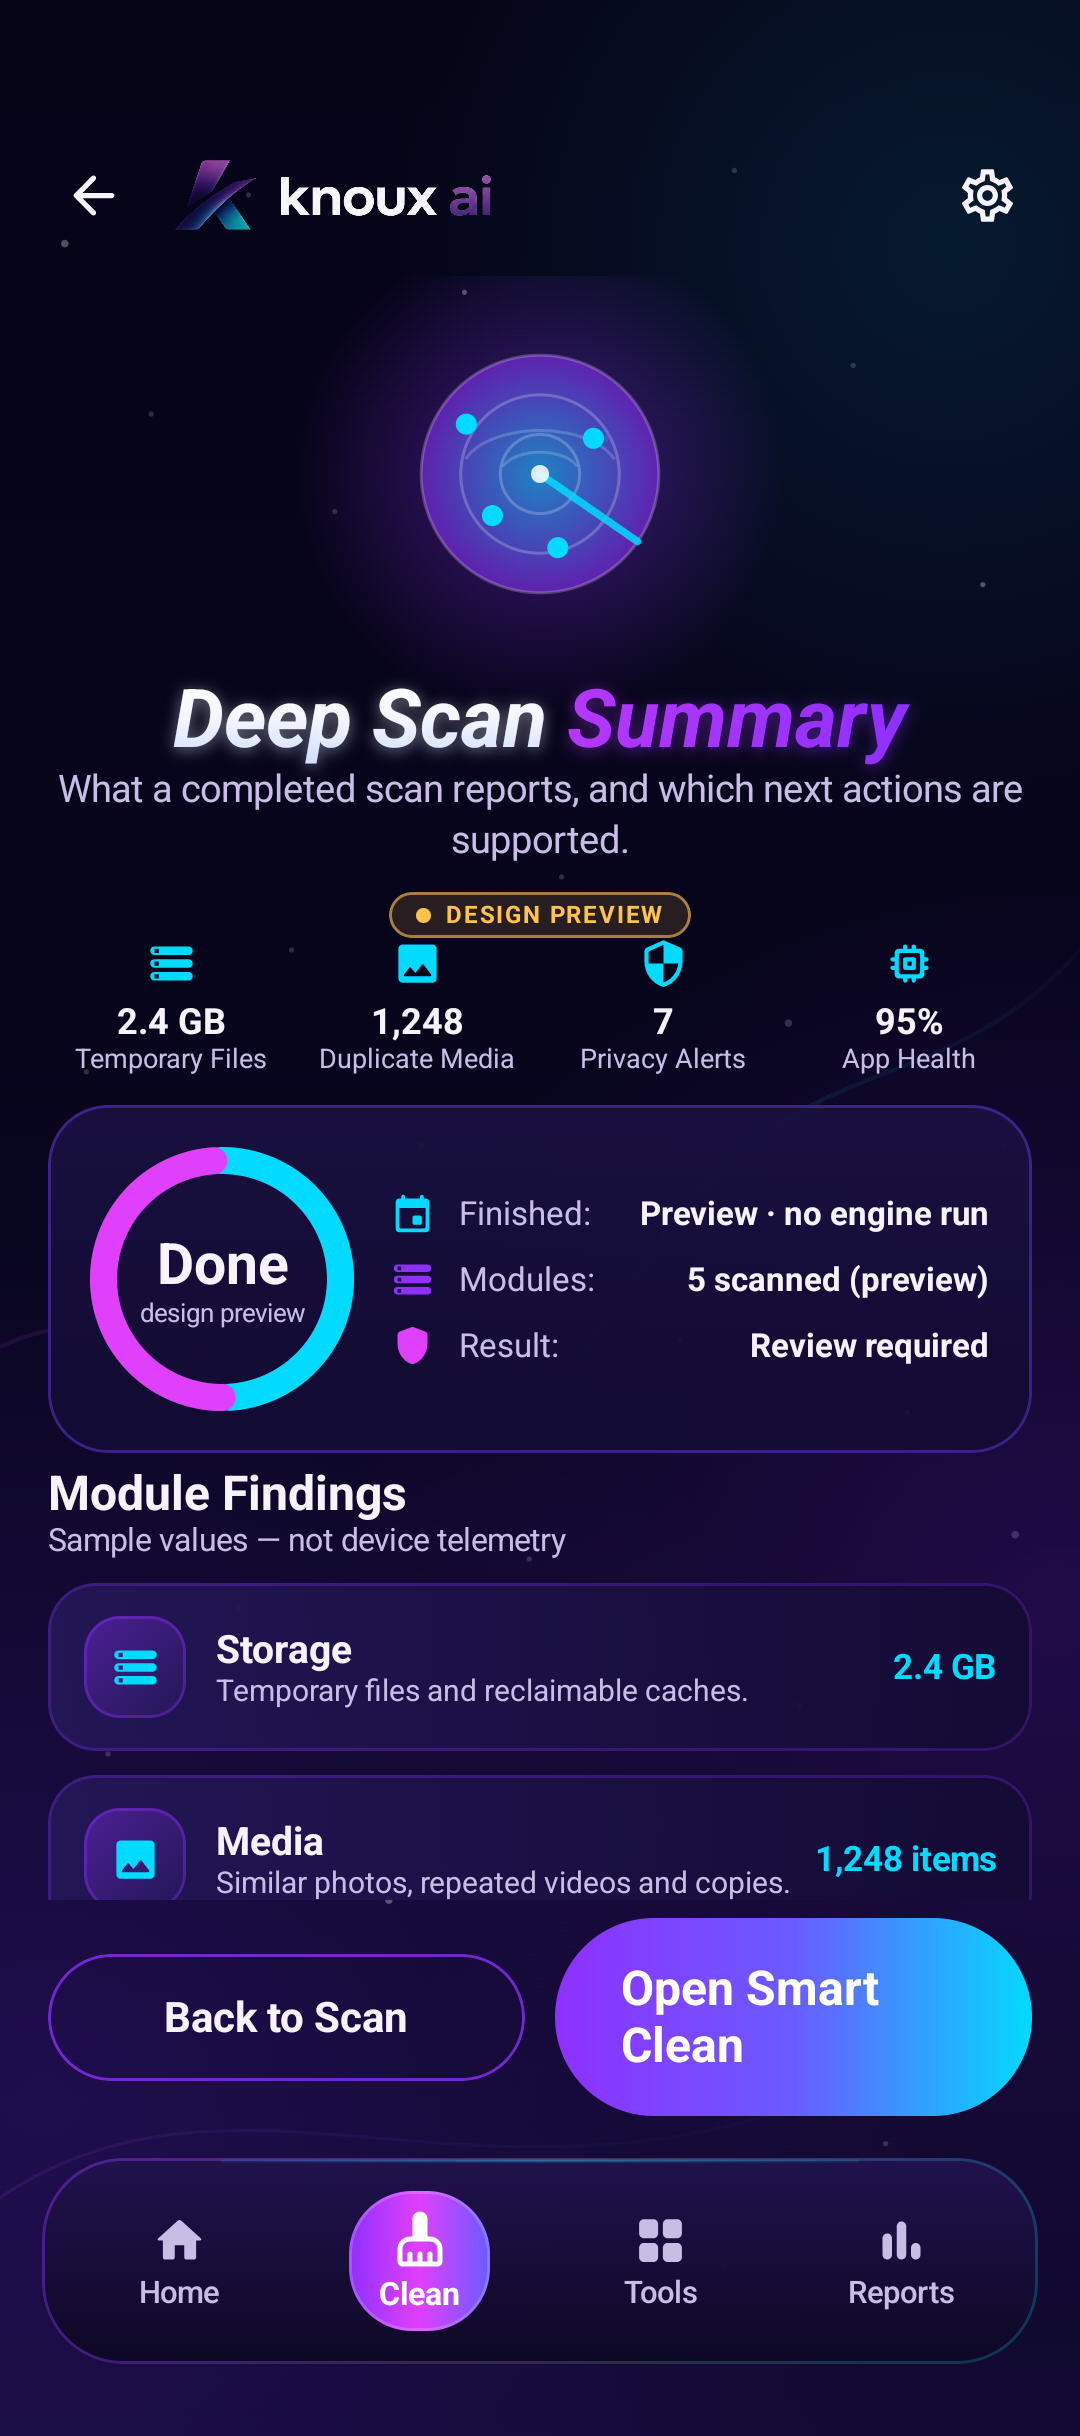 knoux ai
Deep Scan Summary
What a completed scan reports, and which next actions are
supported.
DESIGN PREVIEW
2.4 GB
Temporary Files
1,248
Duplicate Media
7
Privacy Alerts
95%
App Health
Done
design preview
Finished: Preview · no engine run
Modules: 5 scanned (preview)
Result: Review required
Module Findings
Sample values — not device telemetry
Storage
Temporary files and reclaimable caches.
2.4 GB
Media
Similar photos, repeated videos and copies.
1,248 items
Back to Scan
Open Smart
Clean
Home
Clean
Tools
Reports